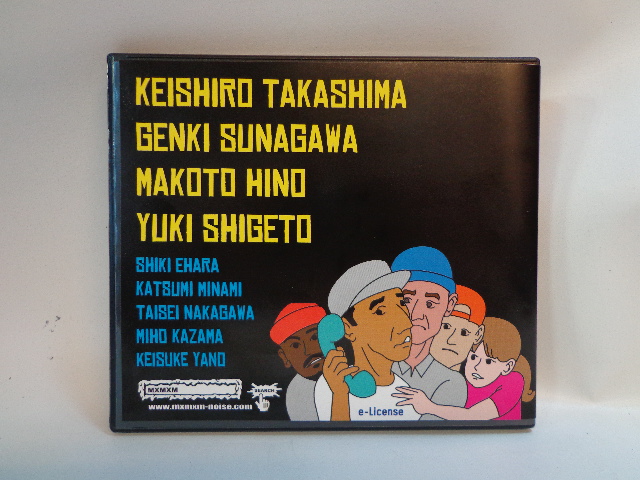 KEISHIRO TAKASHIMA
GENKI SUNAGAWA
MAKOTO HINO
YUKI SHIGETO
SHIKI EHARA
KATSUMI MINAMI
TAISEI NAKAGAWA
MIHO KAZAMA
KEISUKE YANO
MXMXM
SEARCH
www.mxmxm-noise.com
e-License